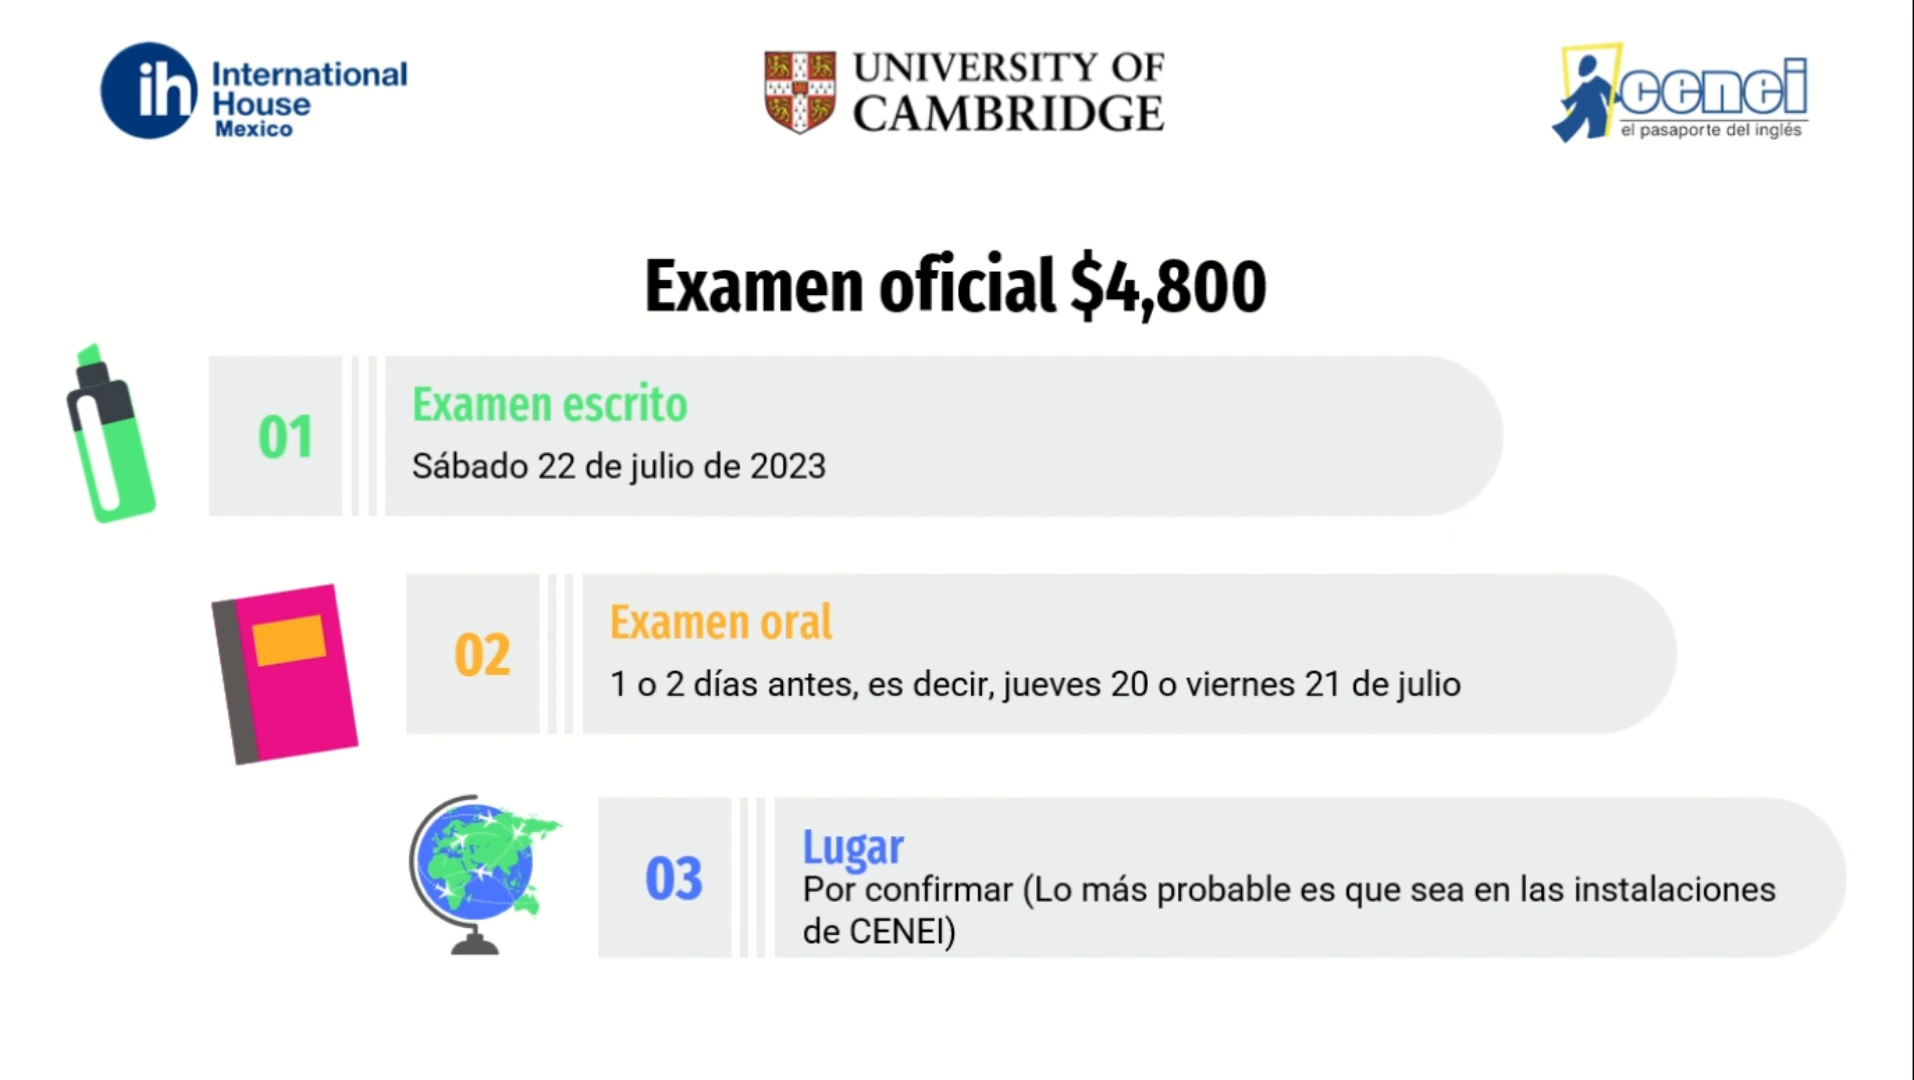 ih International
House
Mexico
UNIVERSITY OF
CAMBRIDGE
cenei
el pasaporte del inglés
Examen oficial $4,800
01
Examen escrito
Sábado 22 de julio de 2023
02
Examen oral
1 o 2 días antes, es decir, jueves 20 o viernes 21 de julio
03
Lugar
Por confirmar (Lo más probable es que sea en las instalaciones
de CENEI)